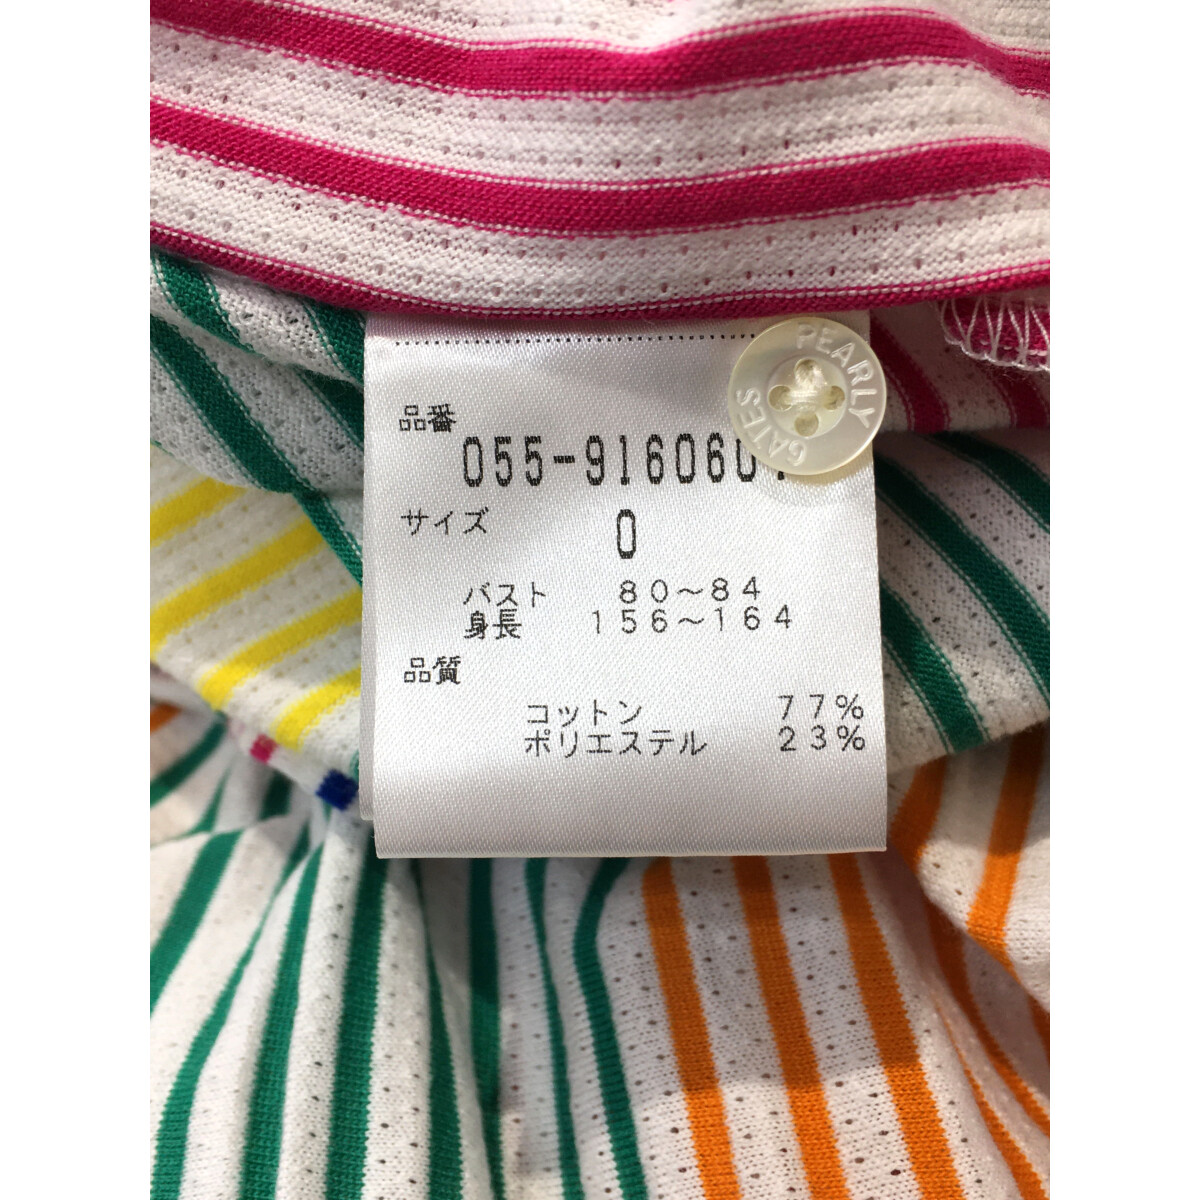 PEARLY GATES
品番
055-916060
サイズ
0
バスト 80～84
身長 156～164
品質
コットン 77%
ポリエステル 23%